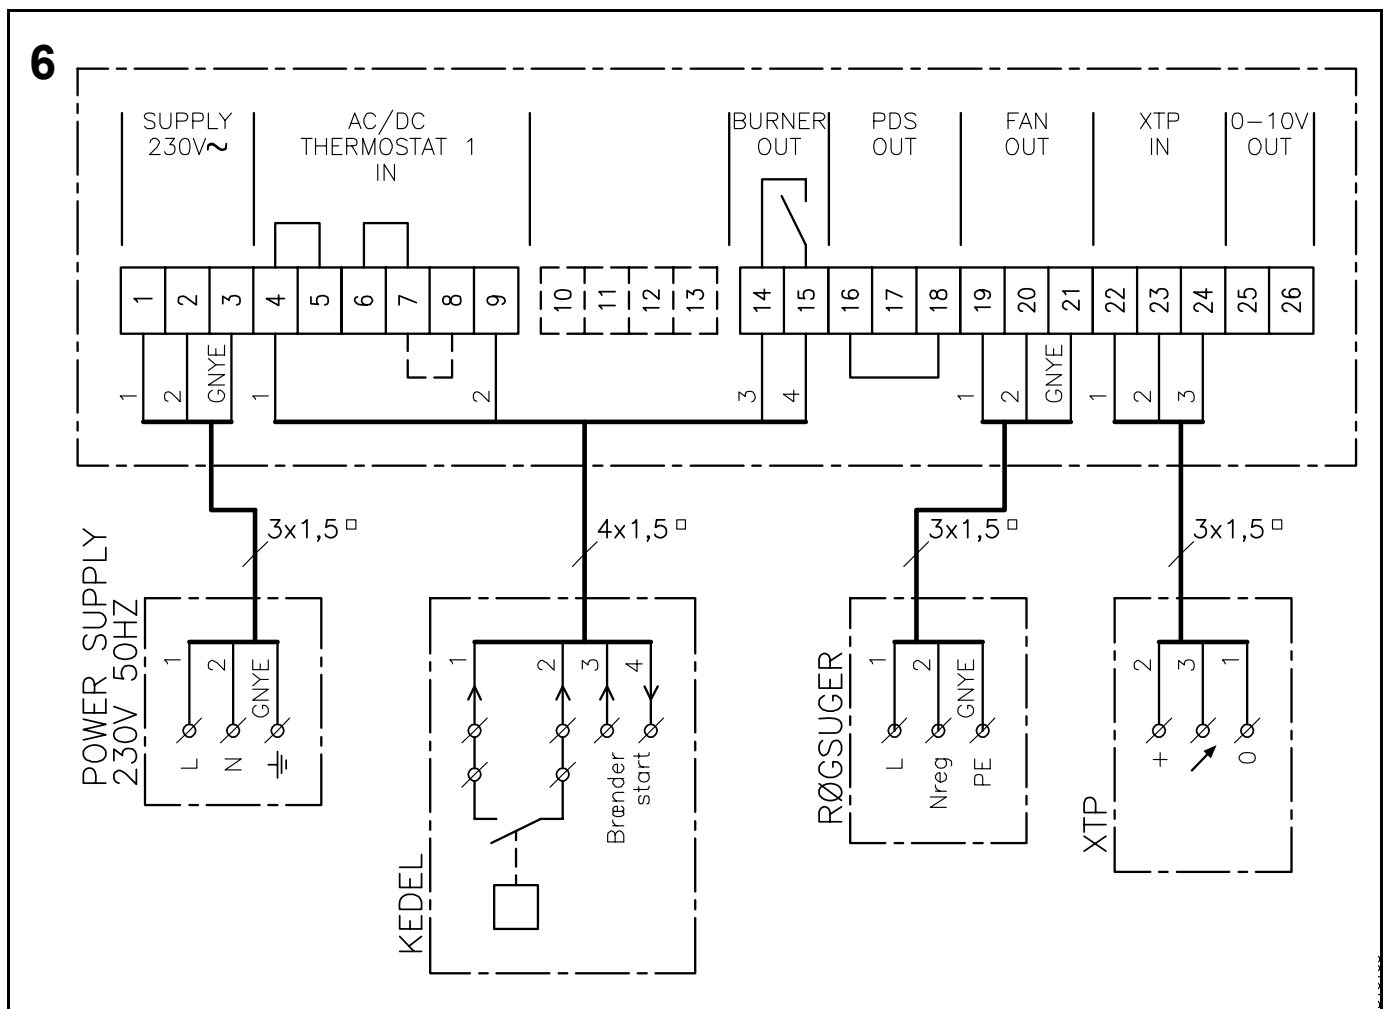 6
SUPPLY
230V~
AC/DC
THERMOSTAT 1
IN
BURNER
OUT
PDS
OUT
FAN
OUT
XTP
IN
0-10V
OUT
1 2 3 4 5 6 7 8 9 10 11 12 13 14 15 16 17 18 19 20 21 22 23 24 25 26
1 2 GNYE 1 2 3 4 1 2 GNYE 1 2 3
3x1,5 □
4x1,5 □
3x1,5 □
3x1,5 □
POWER SUPPLY
230V 50HZ
1 2 GNYE
L N
KEDEL
1 2 3 4
Brænder
start
RØGSUGER
1 2 GNYE
L Nreg PE
XTP
2 3 1
+ 0